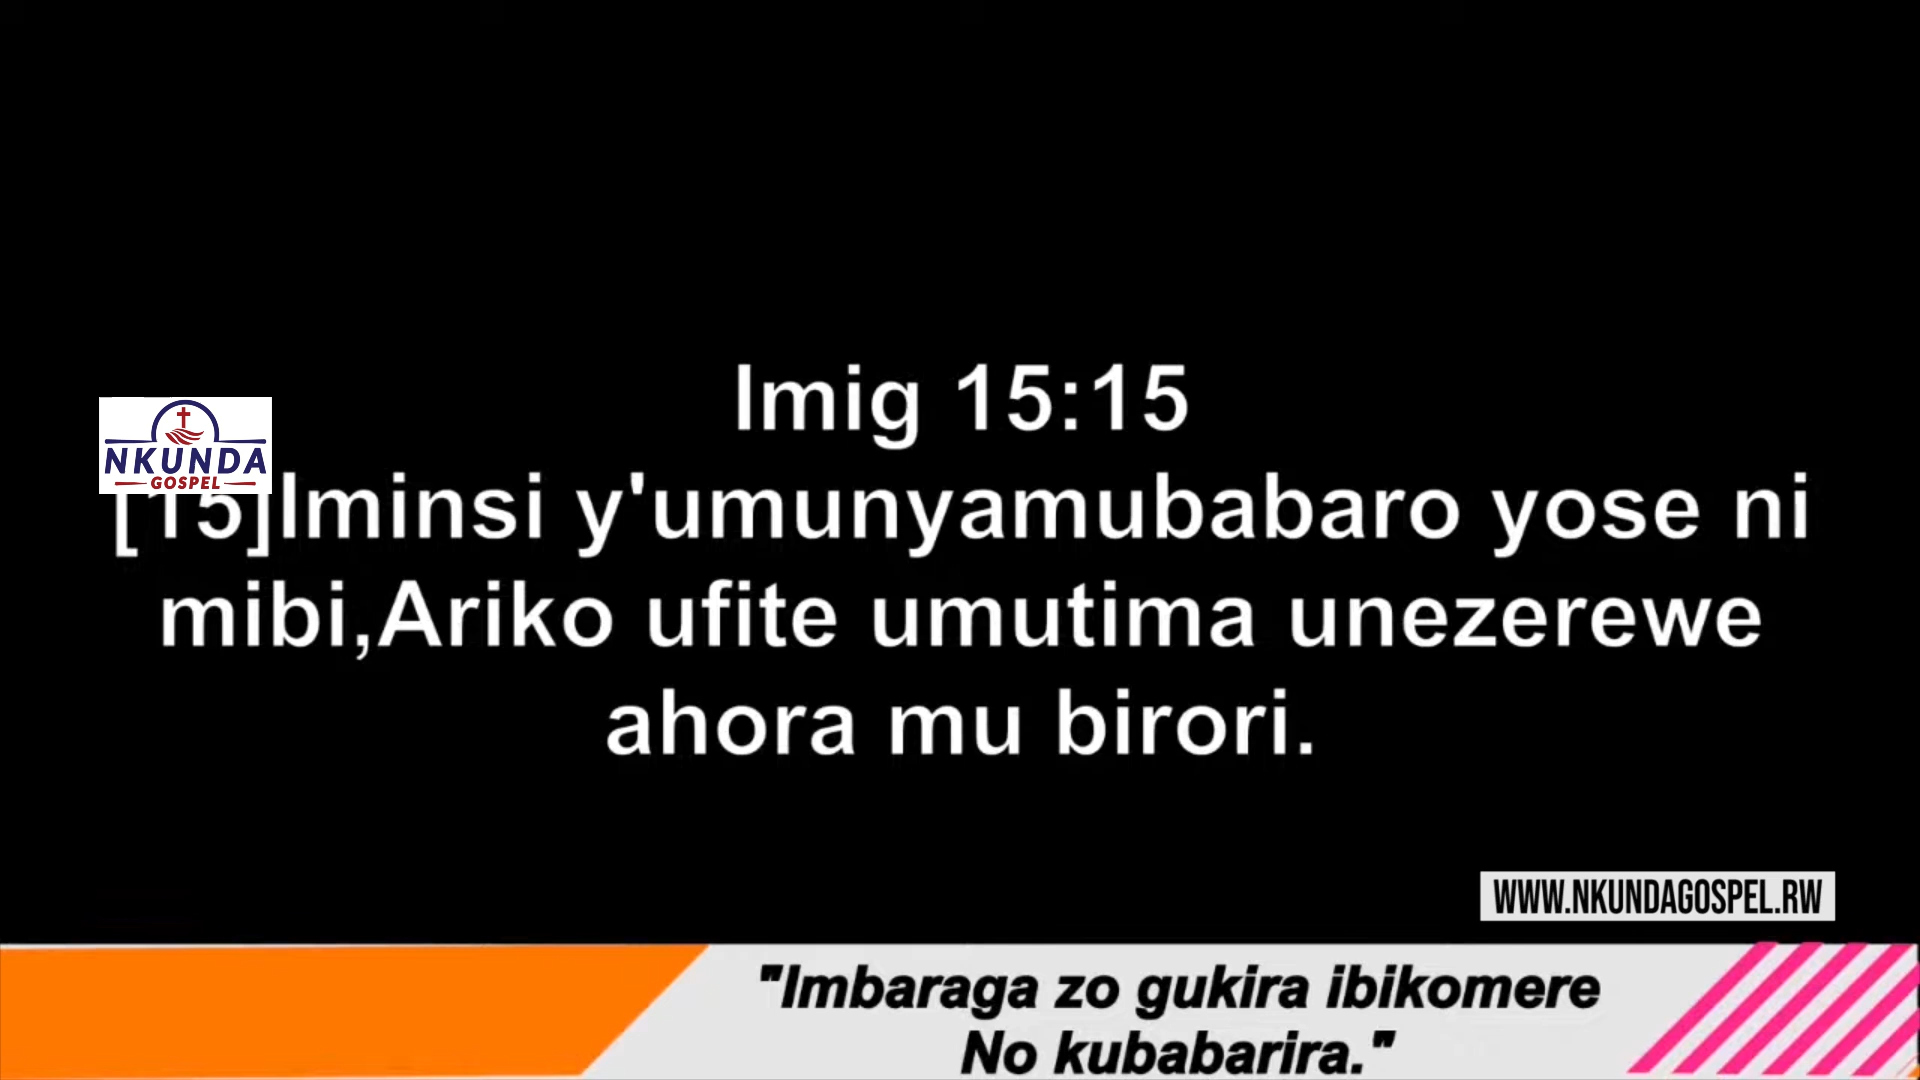 Imig 15:15
NKUNDA
GOSPEL
[15]Iminsi y'umunyamubabaro yose ni
mibi,Ariko ufite umutima unezerewe
ahora mu birori.
WWW.NKUNDAGOSPEL.RW
"Imbaraga zo gukira ibikomere
No kubabarira."